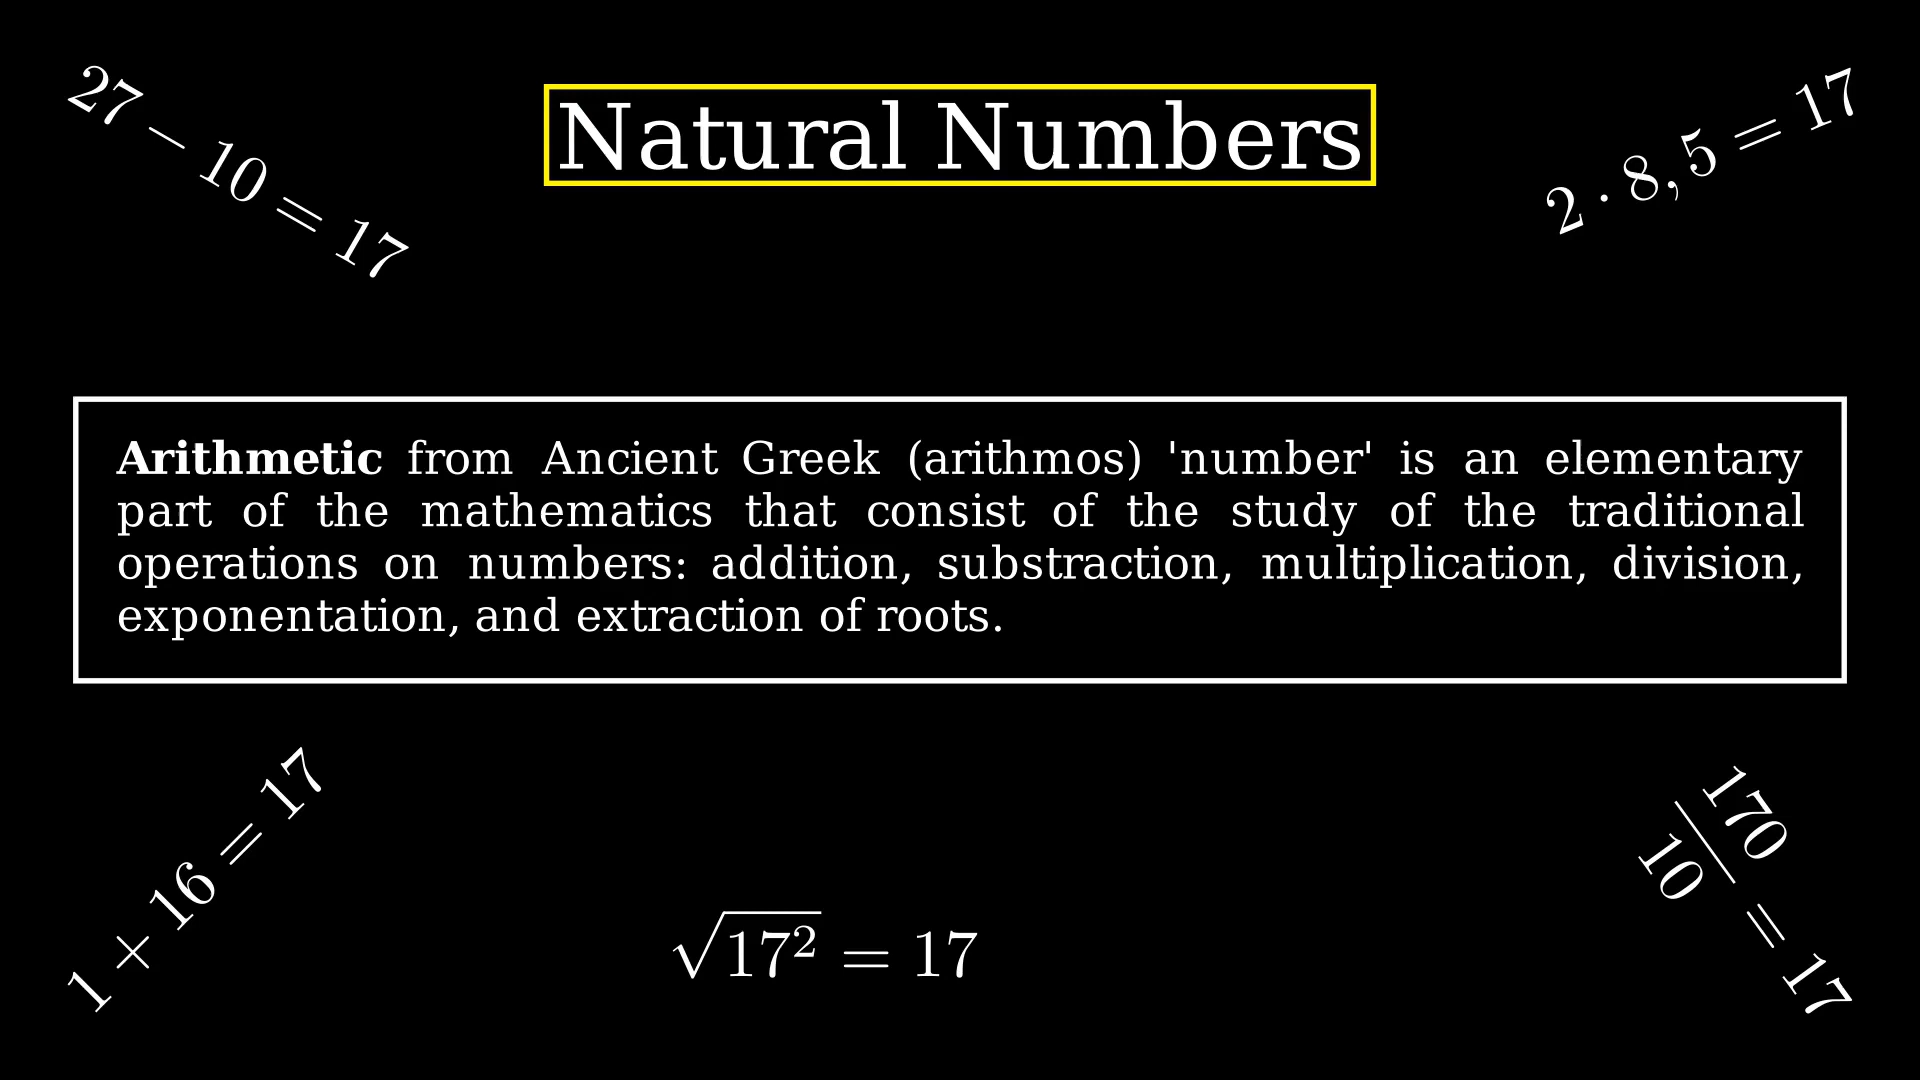 27 − 10 = 17
Natural Numbers
2 · 8,5 = 17
Arithmetic from Ancient Greek (arithmos) 'number' is an elementary
part of the mathematics that consist of the study of the traditional
operations on numbers: addition, substraction, multiplication, division,
exponentation, and extraction of roots.
1 + 16 = 17
√17² = 17
170/10 = 17